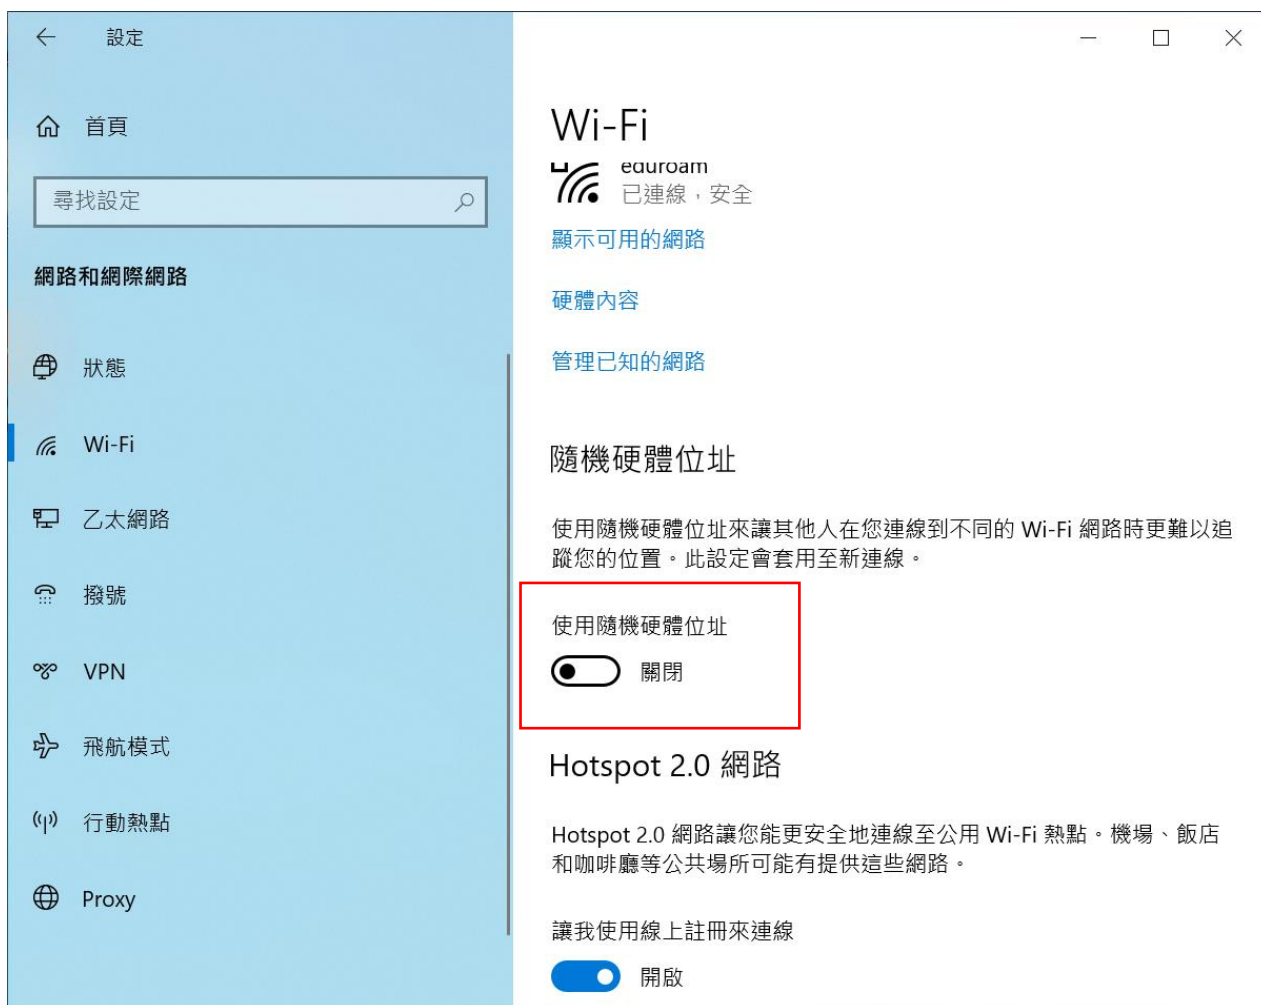 設定
首頁
尋找設定
網路和網際網路
狀態
Wi-Fi
乙太網路
撥號
VPN
飛航模式
行動熱點
Proxy
Wi-Fi
eduroam
已連線，安全
顯示可用的網路
硬體內容
管理已知的網路
隨機硬體位址
使用隨機硬體位址來讓其他人在您連線到不同的 Wi-Fi 網路時更難以追
蹤您的位置。此設定會套用至新連線。
使用隨機硬體位址
關閉
Hotspot 2.0 網路
Hotspot 2.0 網路讓您能更安全地連線至公用 Wi-Fi 熱點。機場、飯店
和咖啡廳等公共場所可能有提供這些網路。
讓我使用線上註冊來連線
開啟